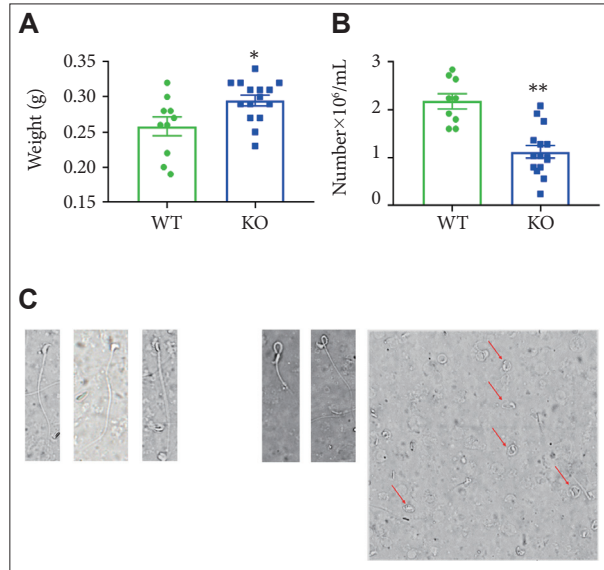 A
Weight (g)
0.35
0.30
0.25
0.20
0.15
*
WT
KO
B
Number×10⁶/mL
3
2
1
0
**
WT
KO
C